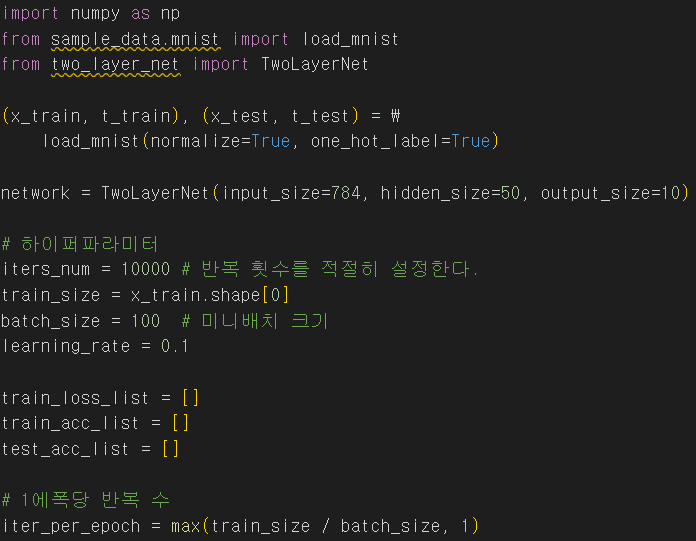 import numpy as np
from sample_data.mnist import load_mnist
from two_layer_net import TwoLayerNet
(x_train, t_train), (x_test, t_test) = ₩
load_mnist(normalize=True, one_hot_label=True)
network = TwoLayerNet(input_size=784, hidden_size=50, output_size=10)
# 하이퍼파라미터
iters_num = 10000 # 반복 횟수를 적절히 설정한다.
train_size = x_train.shape[0]
batch_size = 100  # 미니배치 크기
learning_rate = 0.1
train_loss_list = []
train_acc_list = []
test_acc_list = []
# 1에폭당 반복 수
iter_per_epoch = max(train_size / batch_size, 1)